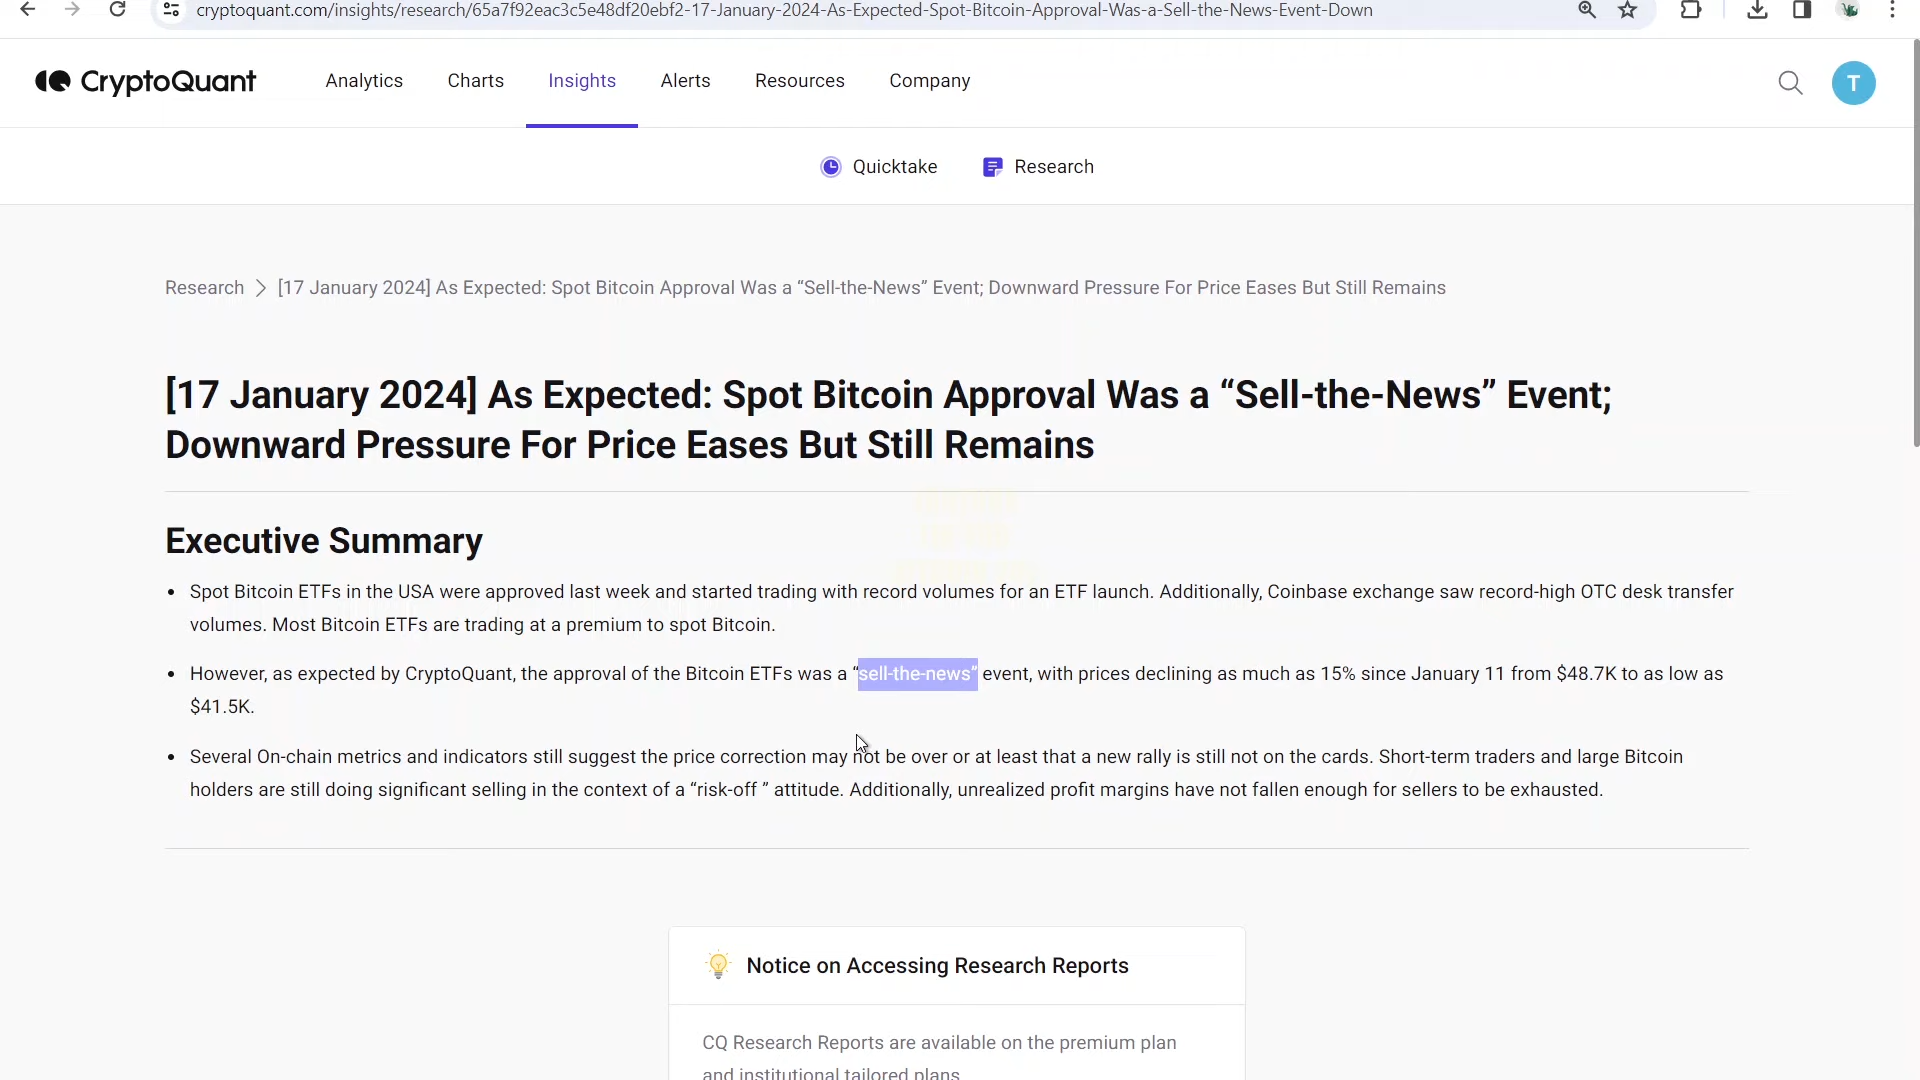 cryptoquant.com/insights/research/65a7f92eac3c5e48df20ebf2-17-January-2024-As-Expected-Spot-Bitcoin-Approval-Was-a-Sell-the-News-Event-Down
CryptoQuant
Analytics
Charts
Insights
Alerts
Resources
Company
T
Quicktake
Research
Research > [17 January 2024] As Expected: Spot Bitcoin Approval Was a “Sell-the-News” Event; Downward Pressure For Price Eases But Still Remains
[17 January 2024] As Expected: Spot Bitcoin Approval Was a “Sell-the-News” Event;
Downward Pressure For Price Eases But Still Remains
Executive Summary
• Spot Bitcoin ETFs in the USA were approved last week and started trading with record volumes for an ETF launch. Additionally, Coinbase exchange saw record-high OTC desk transfer
volumes. Most Bitcoin ETFs are trading at a premium to spot Bitcoin.
• However, as expected by CryptoQuant, the approval of the Bitcoin ETFs was a “sell-the-news” event, with prices declining as much as 15% since January 11 from $48.7K to as low as
$41.5K.
• Several On-chain metrics and indicators still suggest the price correction may not be over or at least that a new rally is still not on the cards. Short-term traders and large Bitcoin
holders are still doing significant selling in the context of a “risk-off ” attitude. Additionally, unrealized profit margins have not fallen enough for sellers to be exhausted.
Notice on Accessing Research Reports
CQ Research Reports are available on the premium plan
and institutional tailored plans